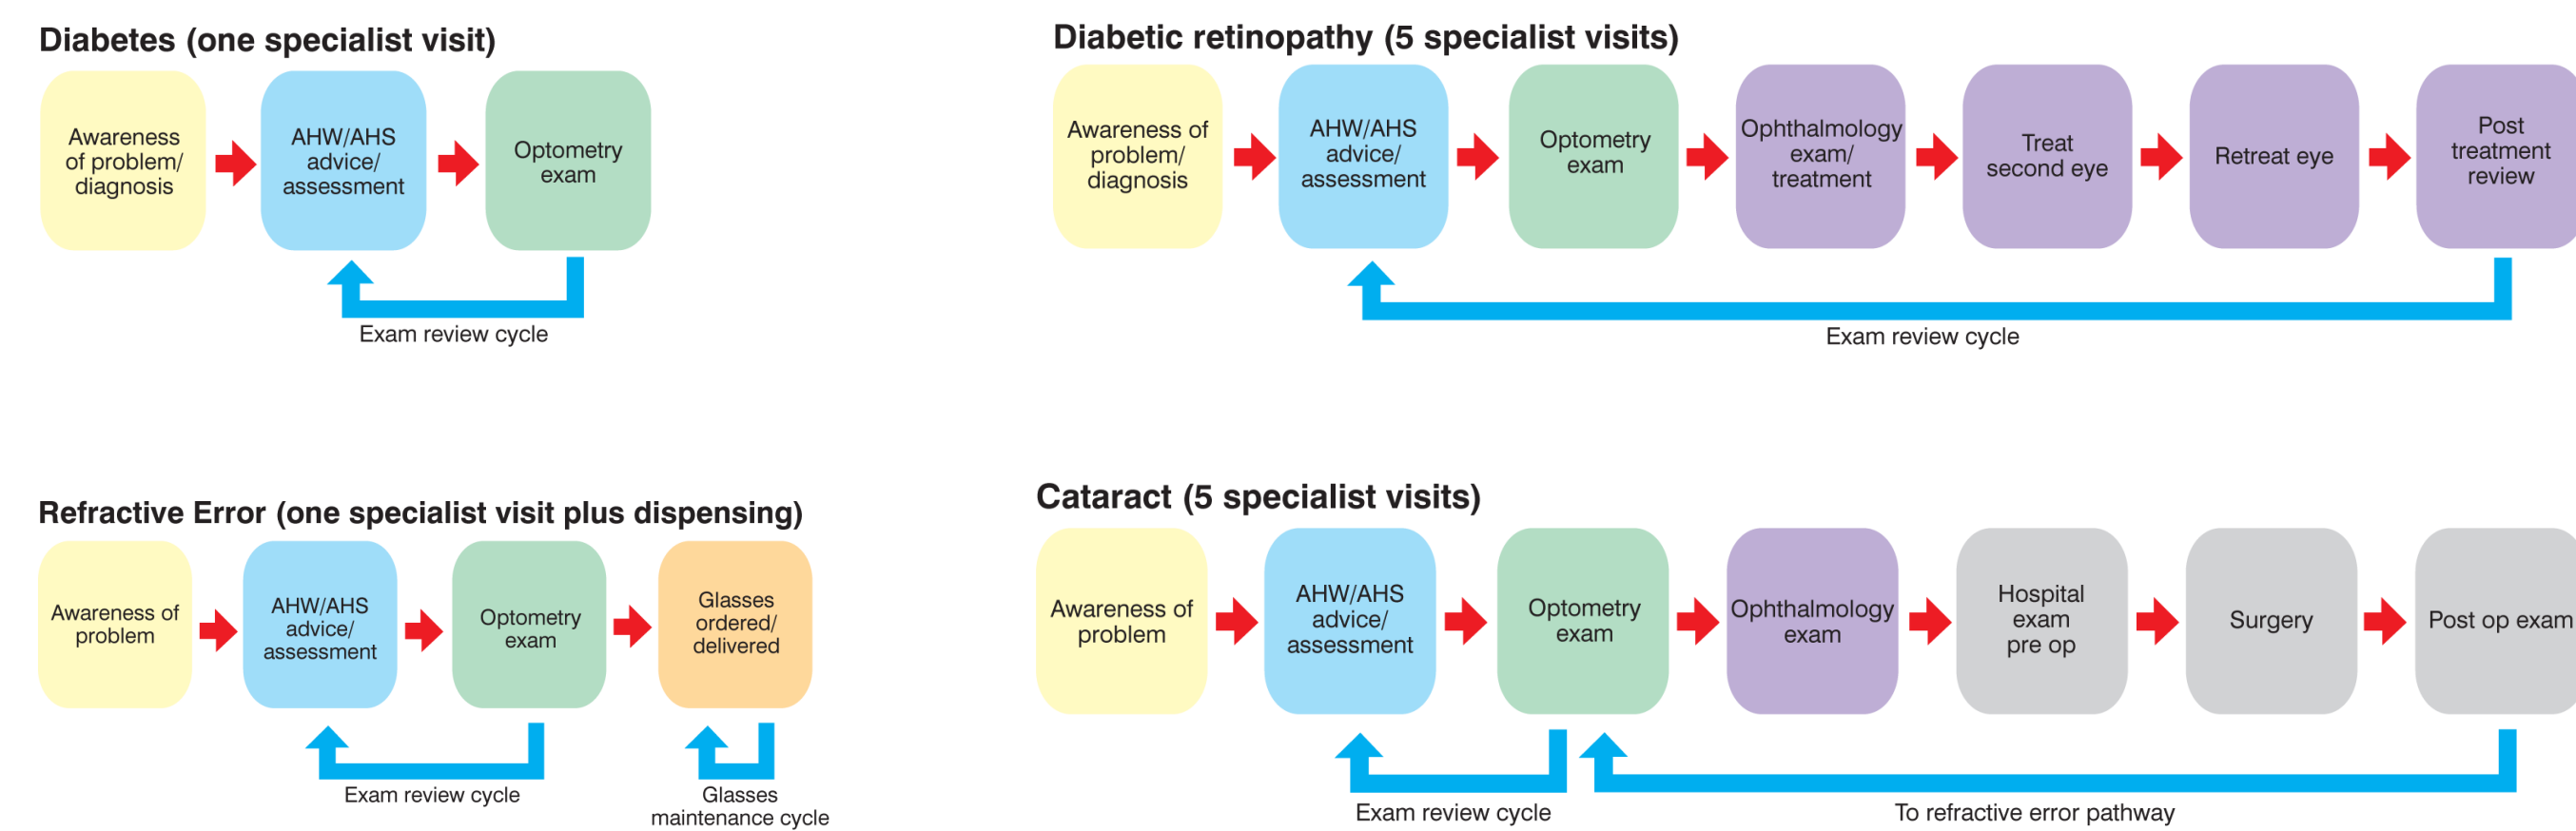 Diabetes (one specialist visit)
Awareness
of problem/
diagnosis
AHW/AHS
advice/
assessment
Optometry
exam
Exam review cycle
Diabetic retinopathy (5 specialist visits)
Awareness of
problem/
diagnosis
AHW/AHS
advice/
assessment
Optometry
exam
Ophthalmology
exam/
treatment
Treat
second eye
Retreat eye
Post
treatment
review
Exam review cycle
Refractive Error (one specialist visit plus dispensing)
Awareness of
problem
AHW/AHS
advice/
assessment
Optometry
exam
Glasses
ordered/
delivered
Exam review cycle
Glasses
maintenance cycle
Cataract (5 specialist visits)
Awareness of
problem
AHW/AHS
advice/
assessment
Optometry
exam
Ophthalmology
exam
Hospital
exam
pre op
Surgery
Post op exam
Exam review cycle
To refractive error pathway